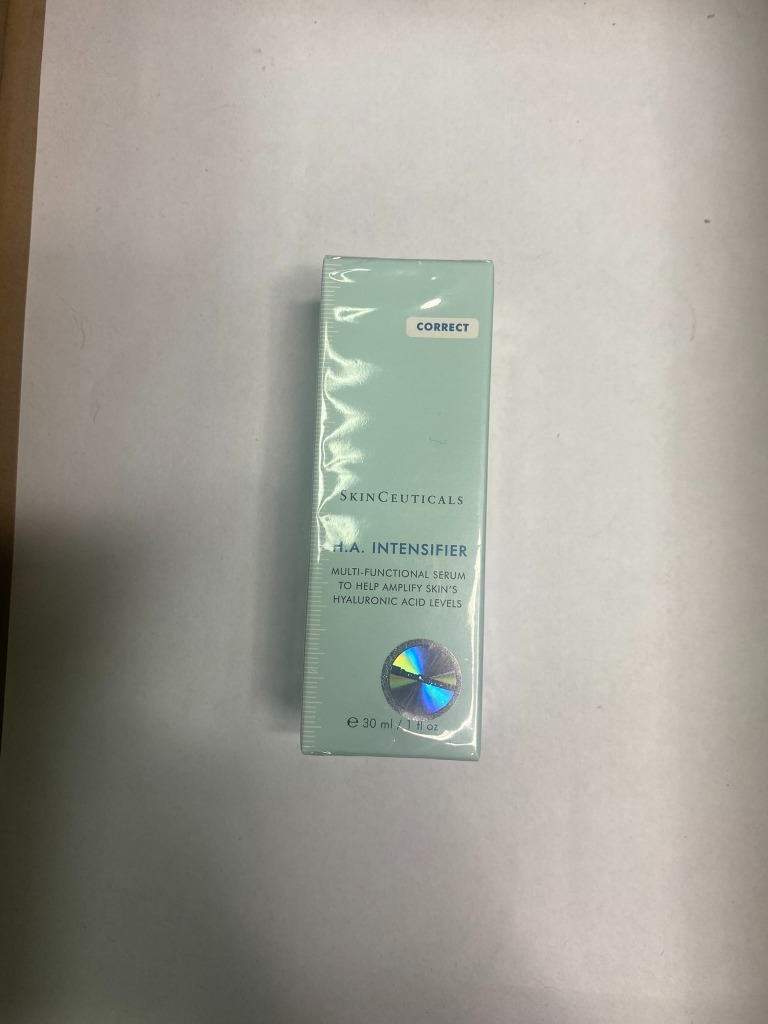 CORRECT
SKINCEUTICALS
H.A. INTENSIFIER
MULTI-FUNCTIONAL SERUM
TO HELP AMPLIFY SKIN'S
HYALURONIC ACID LEVELS
℮ 30 ml / 1 fl oz